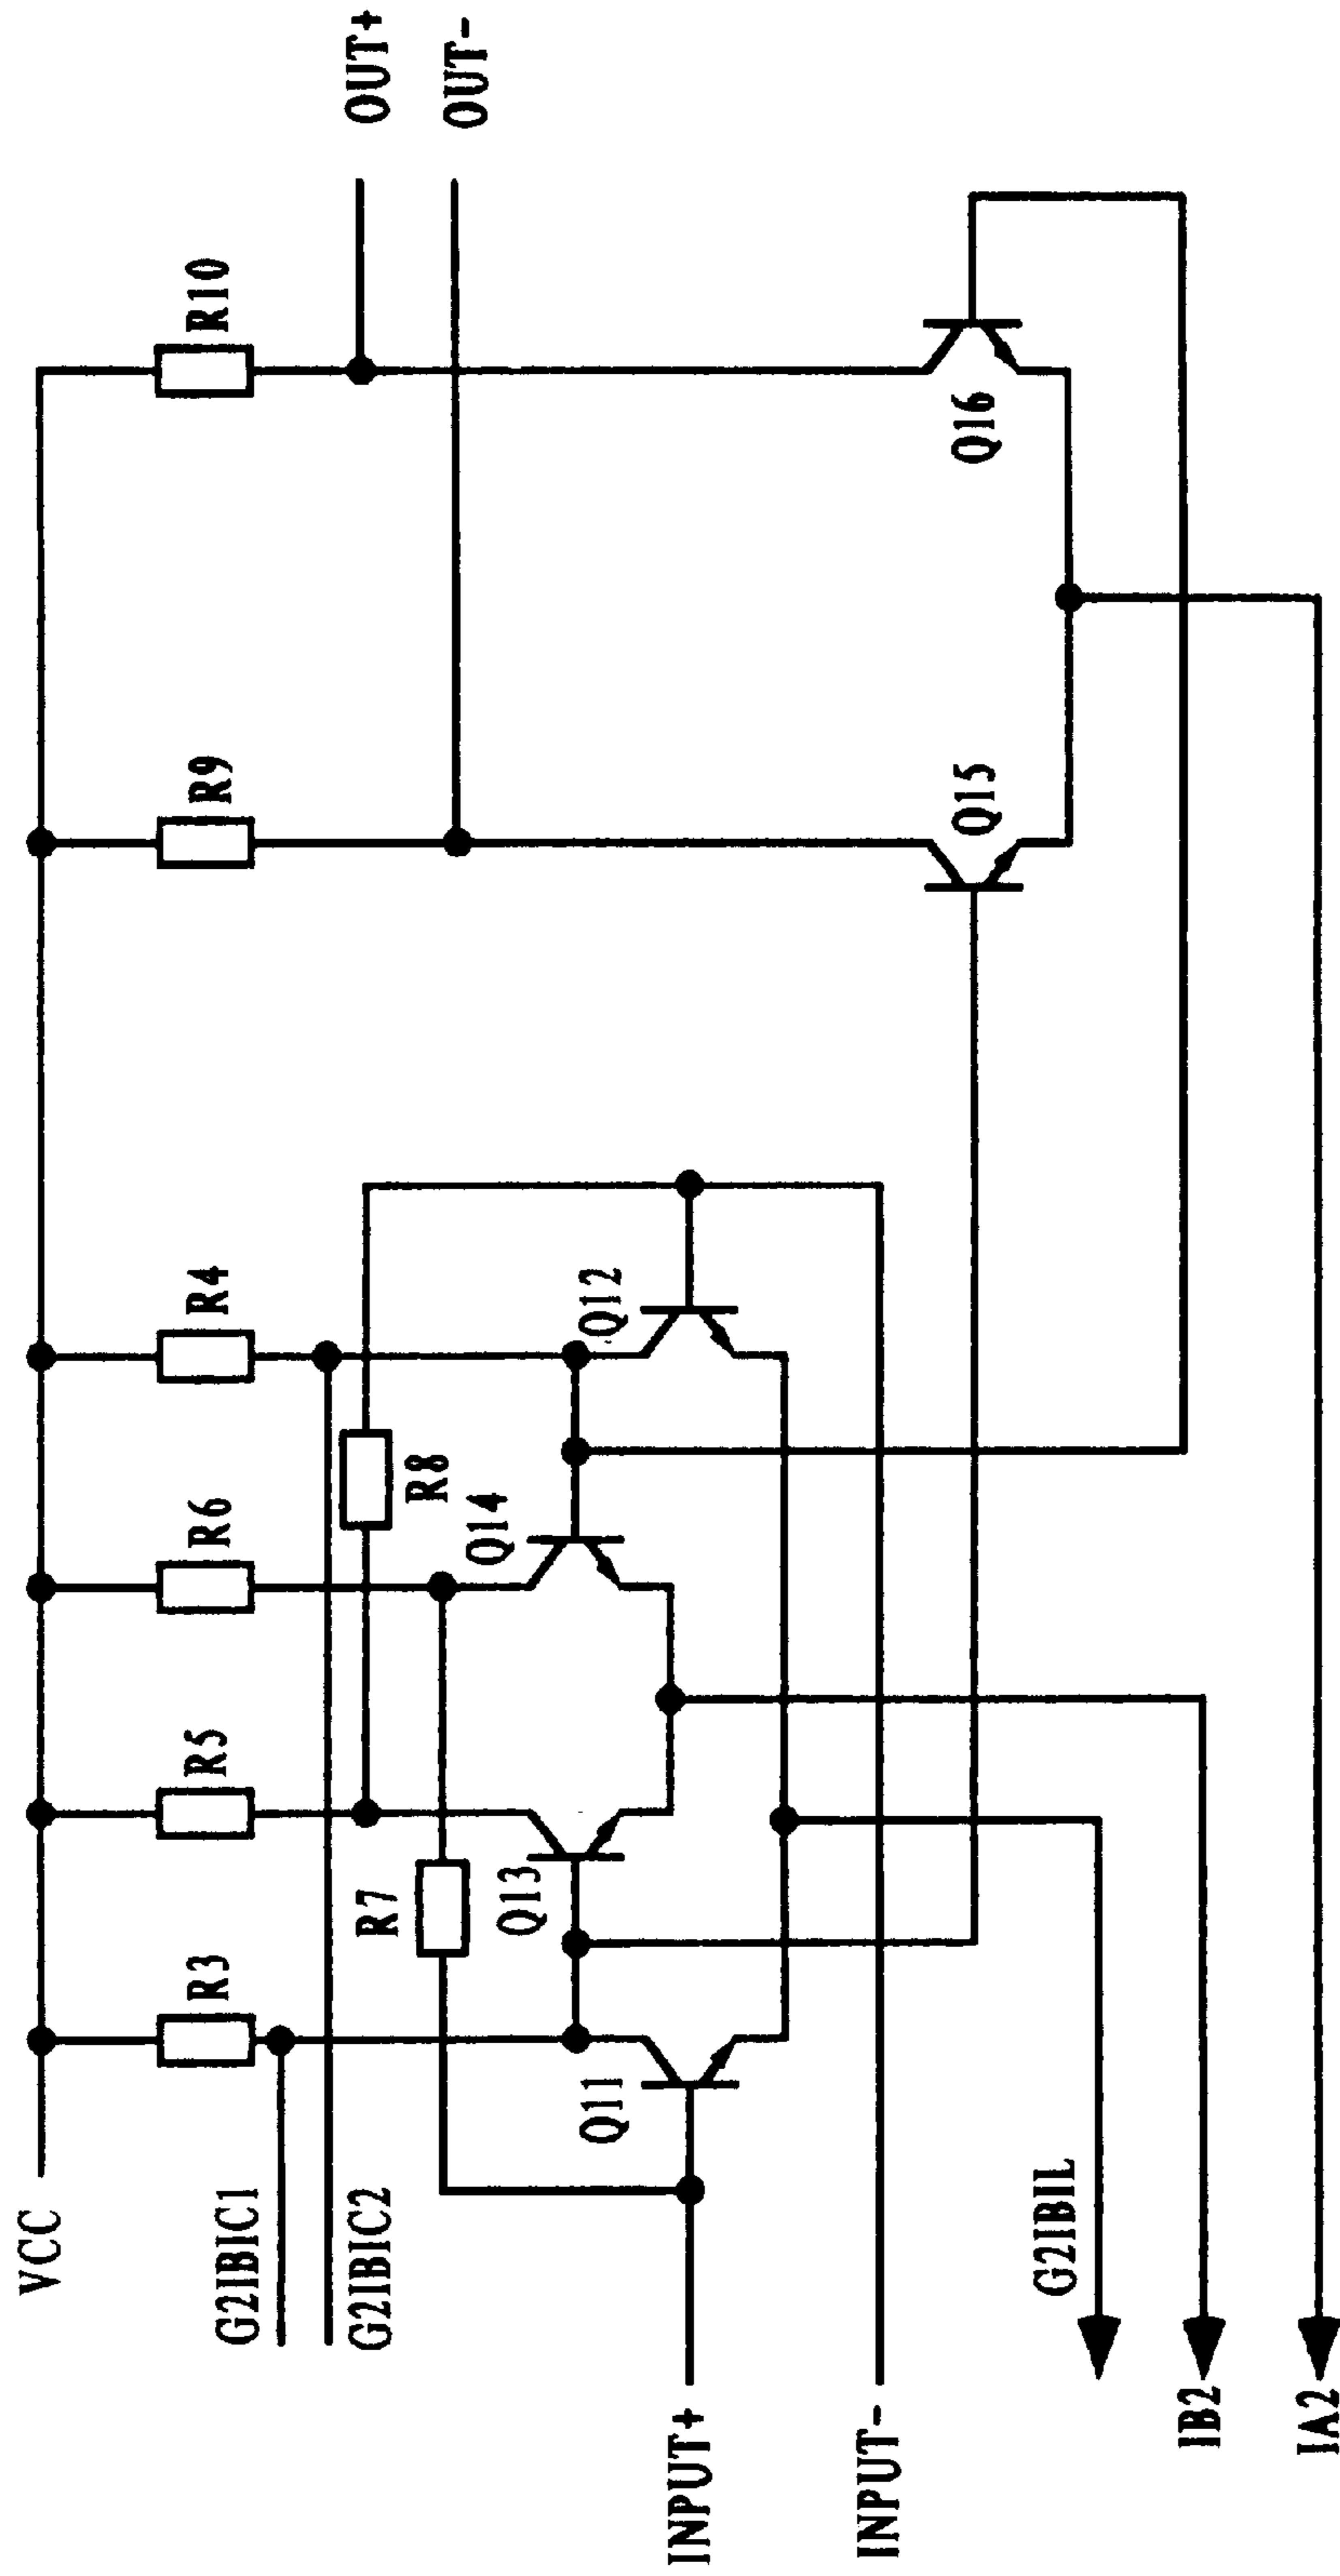 VCC
R3
R5
R6
R4
R9
R10
G2IBIC1
G2IBIC2
R7
R8
OUT+
OUT-
Q13
Q14
Q11
Q12
Q15
Q16
INPUT+
INPUT-
G2IBIL
IB2
IA2